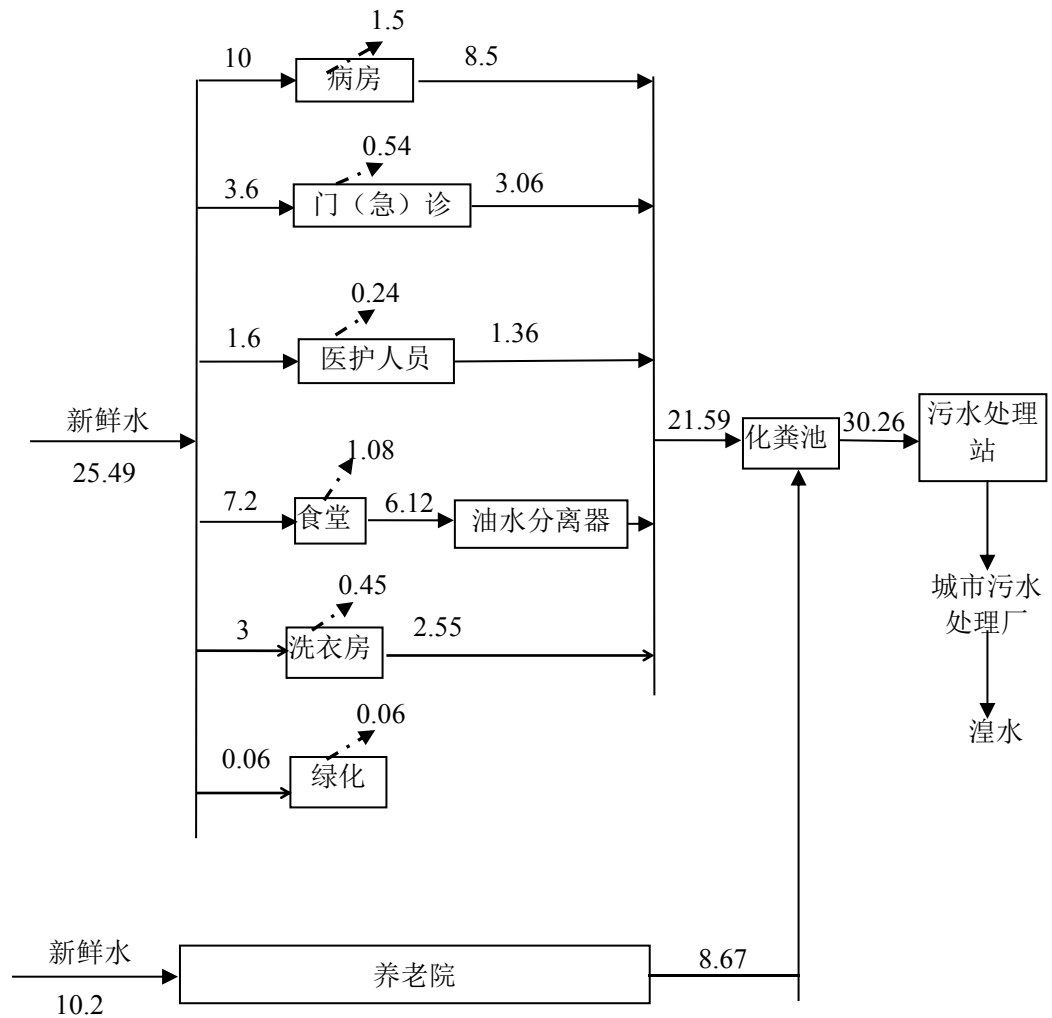 1.5
10
8.5
病房
0.54
3.6
3.06
门（急）诊
0.24
1.6
1.36
医护人员
新鲜水
25.49
21.59
化粪池
30.26
污水处理
站
1.08
7.2
6.12
食堂
油水分离器
0.45
3
2.55
洗衣房
城市污水
处理厂
0.06
0.06
绿化
湟水
新鲜水
10.2
养老院
8.67